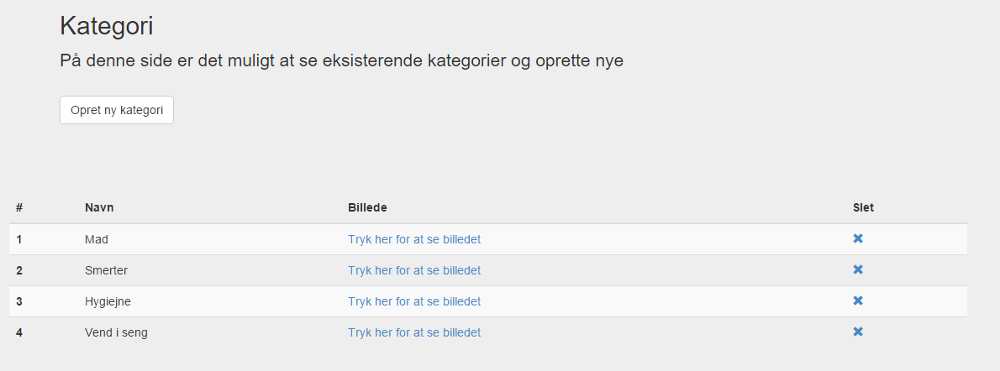 Kategori
På denne side er det muligt at se eksisterende kategorier og oprette nye
Opret ny kategori
# Navn Billede Slet
1 Mad Tryk her for at se billedet
2 Smerter Tryk her for at se billedet
3 Hygiejne Tryk her for at se billedet
4 Vend i seng Tryk her for at se billedet